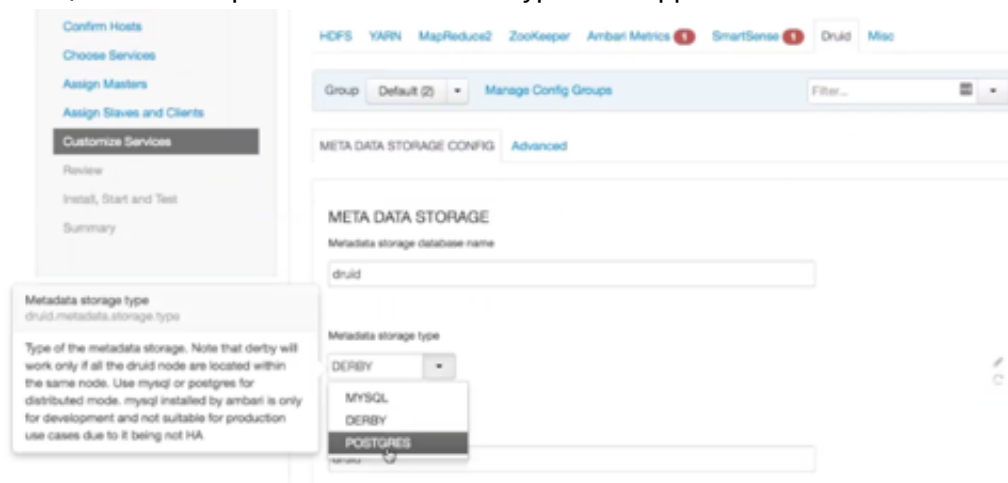 Confirm Hosts
Choose Services
Assign Masters
Assign Slaves and Clients
Customize Services
Review
Install, Start and Test
Summary
HDFS YARN MapReduce2 ZooKeeper Ambari Metrics 1 SmartSense 1 Druid Misc
Group Default (2) Manage Config Groups Filter...
META DATA STORAGE CONFIG Advanced
META DATA STORAGE
Metadata storage database name
druid
Metadata storage type
DERBY
MYSQL
DERBY
POSTGRES
druid
Metadata storage type
druid.metadata.storage.type
Type of the metadata storage. Note that derby will
work only if all the druid node are located within
the same node. Use mysql or postgres for
distributed mode. mysql installed by ambari is only
for development and not suitable for production
use cases due to it being not HA